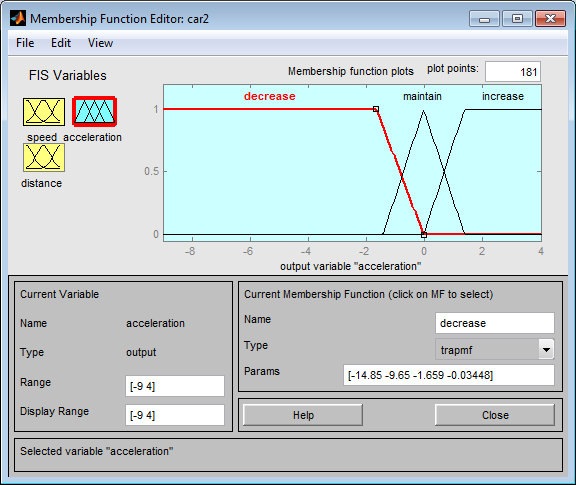 Membership Function Editor: car2
File Edit View
FIS Variables
Membership function plots plot points: 181
speed acceleration
distance
decrease maintain increase
1
0.5
0
-8 -6 -4 -2 0 2 4
output variable "acceleration"
Current Variable
Name acceleration
Type output
Range [-9 4]
Display Range [-9 4]
Current Membership Function (click on MF to select)
Name decrease
Type trapmf
Params [-14.85 -9.65 -1.659 -0.03448]
Help Close
Selected variable "acceleration"